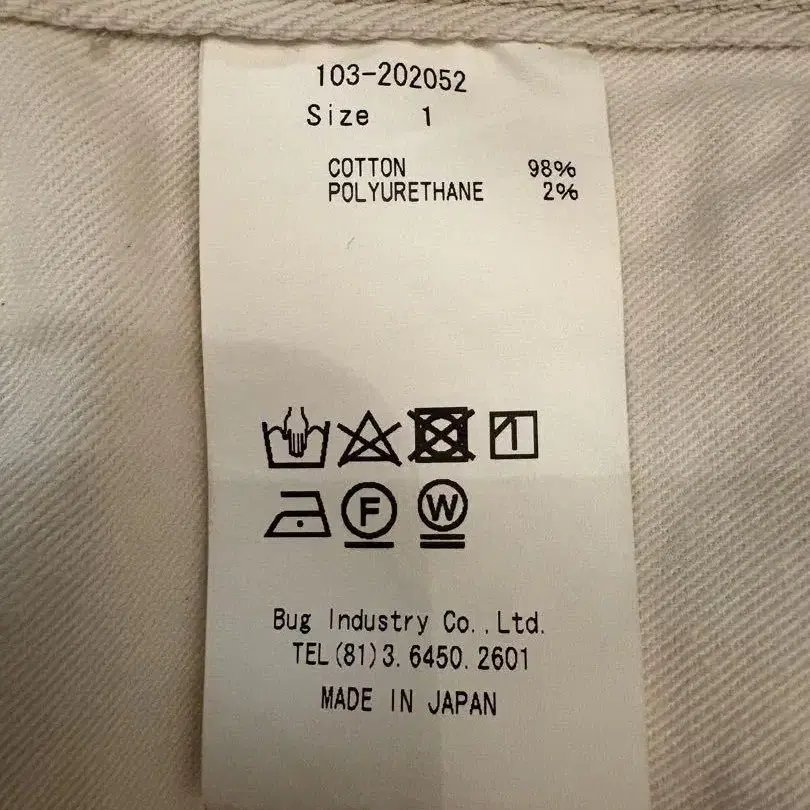 103-202052
Size 1
COTTON 98%
POLYURETHANE 2%
F W
Bug Industry Co.,Ltd.
TEL(81)3.6450.2601
MADE IN JAPAN